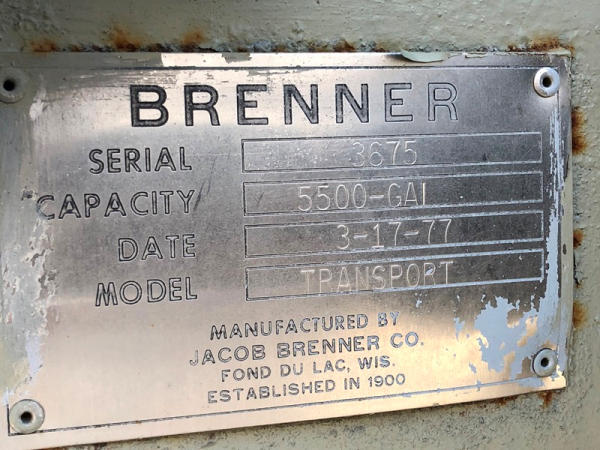 BRENNER
SERIAL 3675
CAPACITY 5500-GAL
DATE 3-17-77
MODEL TRANSPORT
MANUFACTURED BY
JACOB BRENNER CO.
FOND DU LAC, WIS.
ESTABLISHED IN 1900